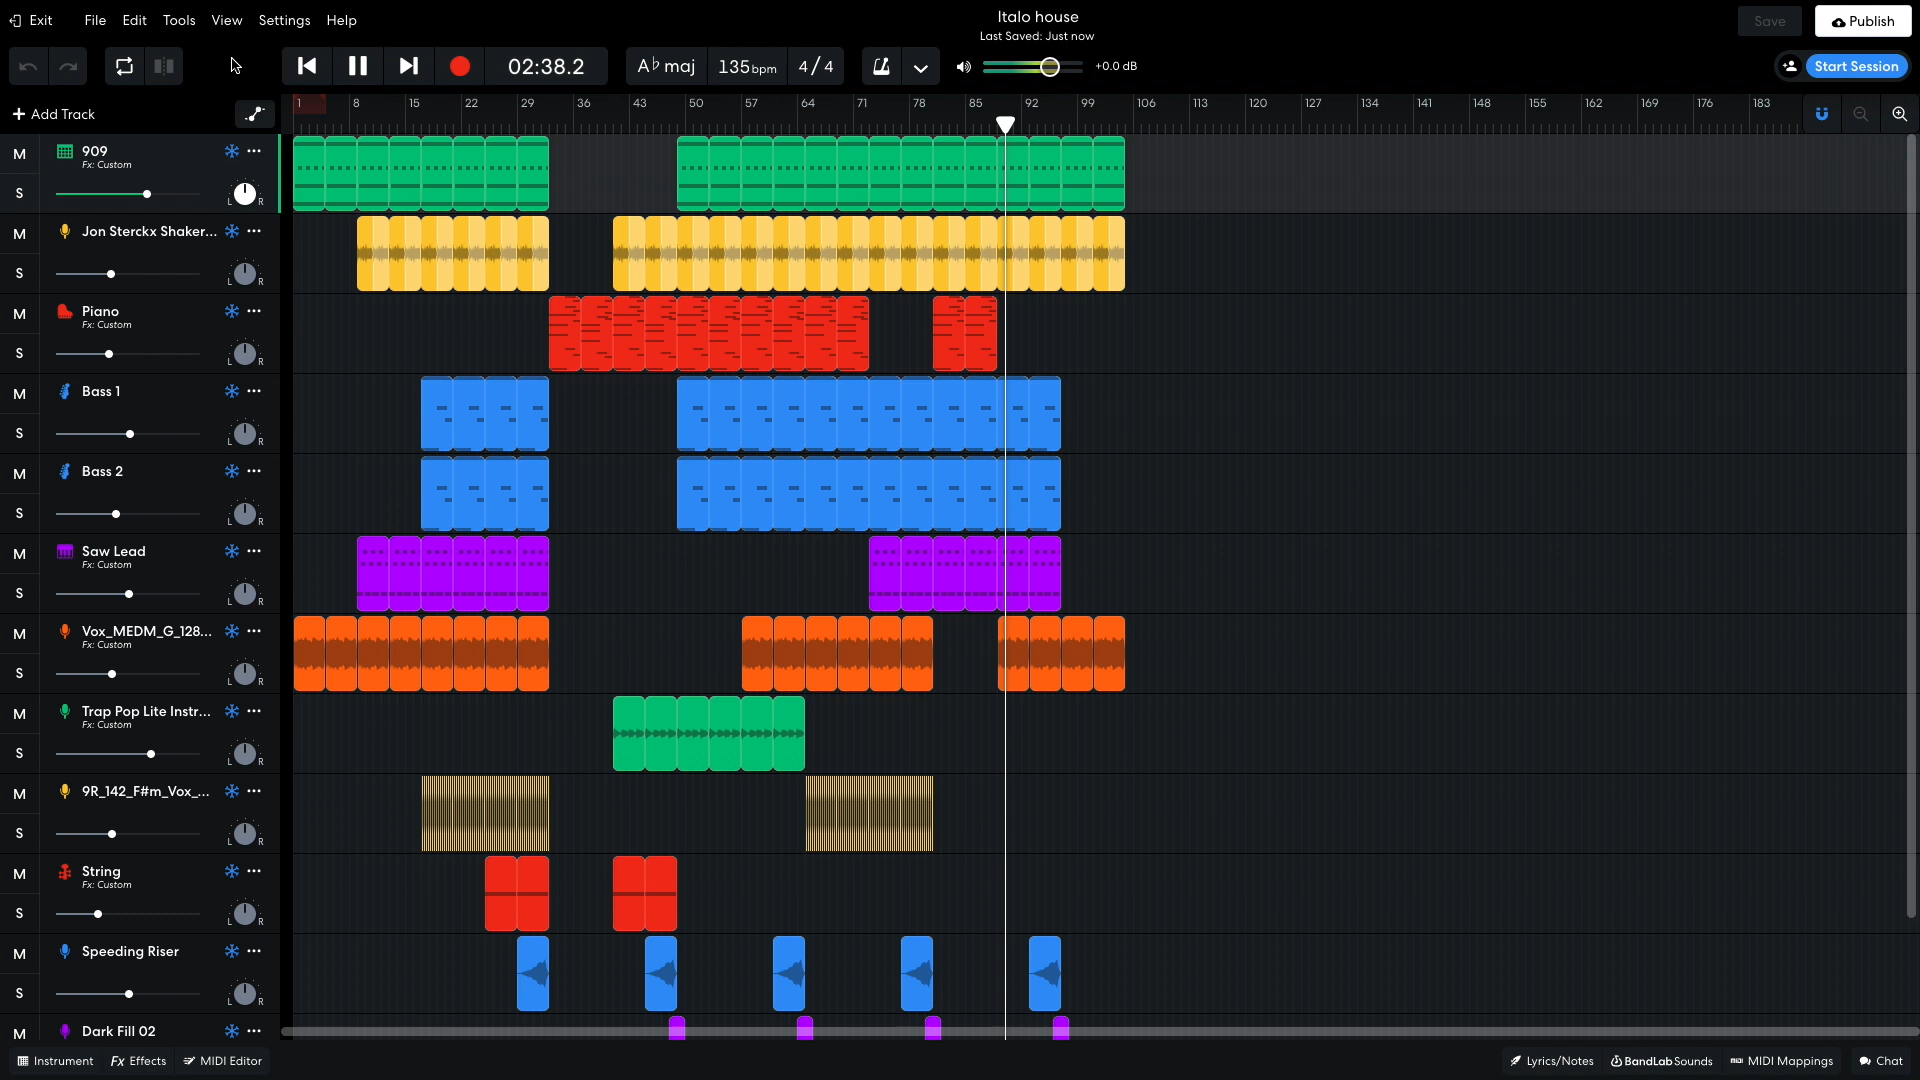 Exit File Edit Tools View Settings Help
Italo house
Last Saved: Just now
Save Publish
02:38.2 A♭ maj 135bpm 4/4 +0.0 dB Start Session
+ Add Track
1 8 15 22 29 36 43 50 57 64 71 78 85 92 99 106 113 120 127 134 141 148 155 162 169 176 183
M 909
Fx: Custom
S L R
M Jon Sterckx Shaker...
S L R
M Piano
Fx: Custom
S L R
M Bass 1
S L R
M Bass 2
S L R
M Saw Lead
Fx: Custom
S L R
M Vox_MEDM_G_128...
Fx: Custom
S L R
M Trap Pop Lite Instr...
Fx: Custom
S L R
M 9R_142_F#m_Vox_...
S L R
M String
Fx: Custom
S L R
M Speeding Riser
S L R
M Dark Fill 02
Instrument Fx Effects MIDI Editor Lyrics/Notes BandLab Sounds MIDI Mappings Chat